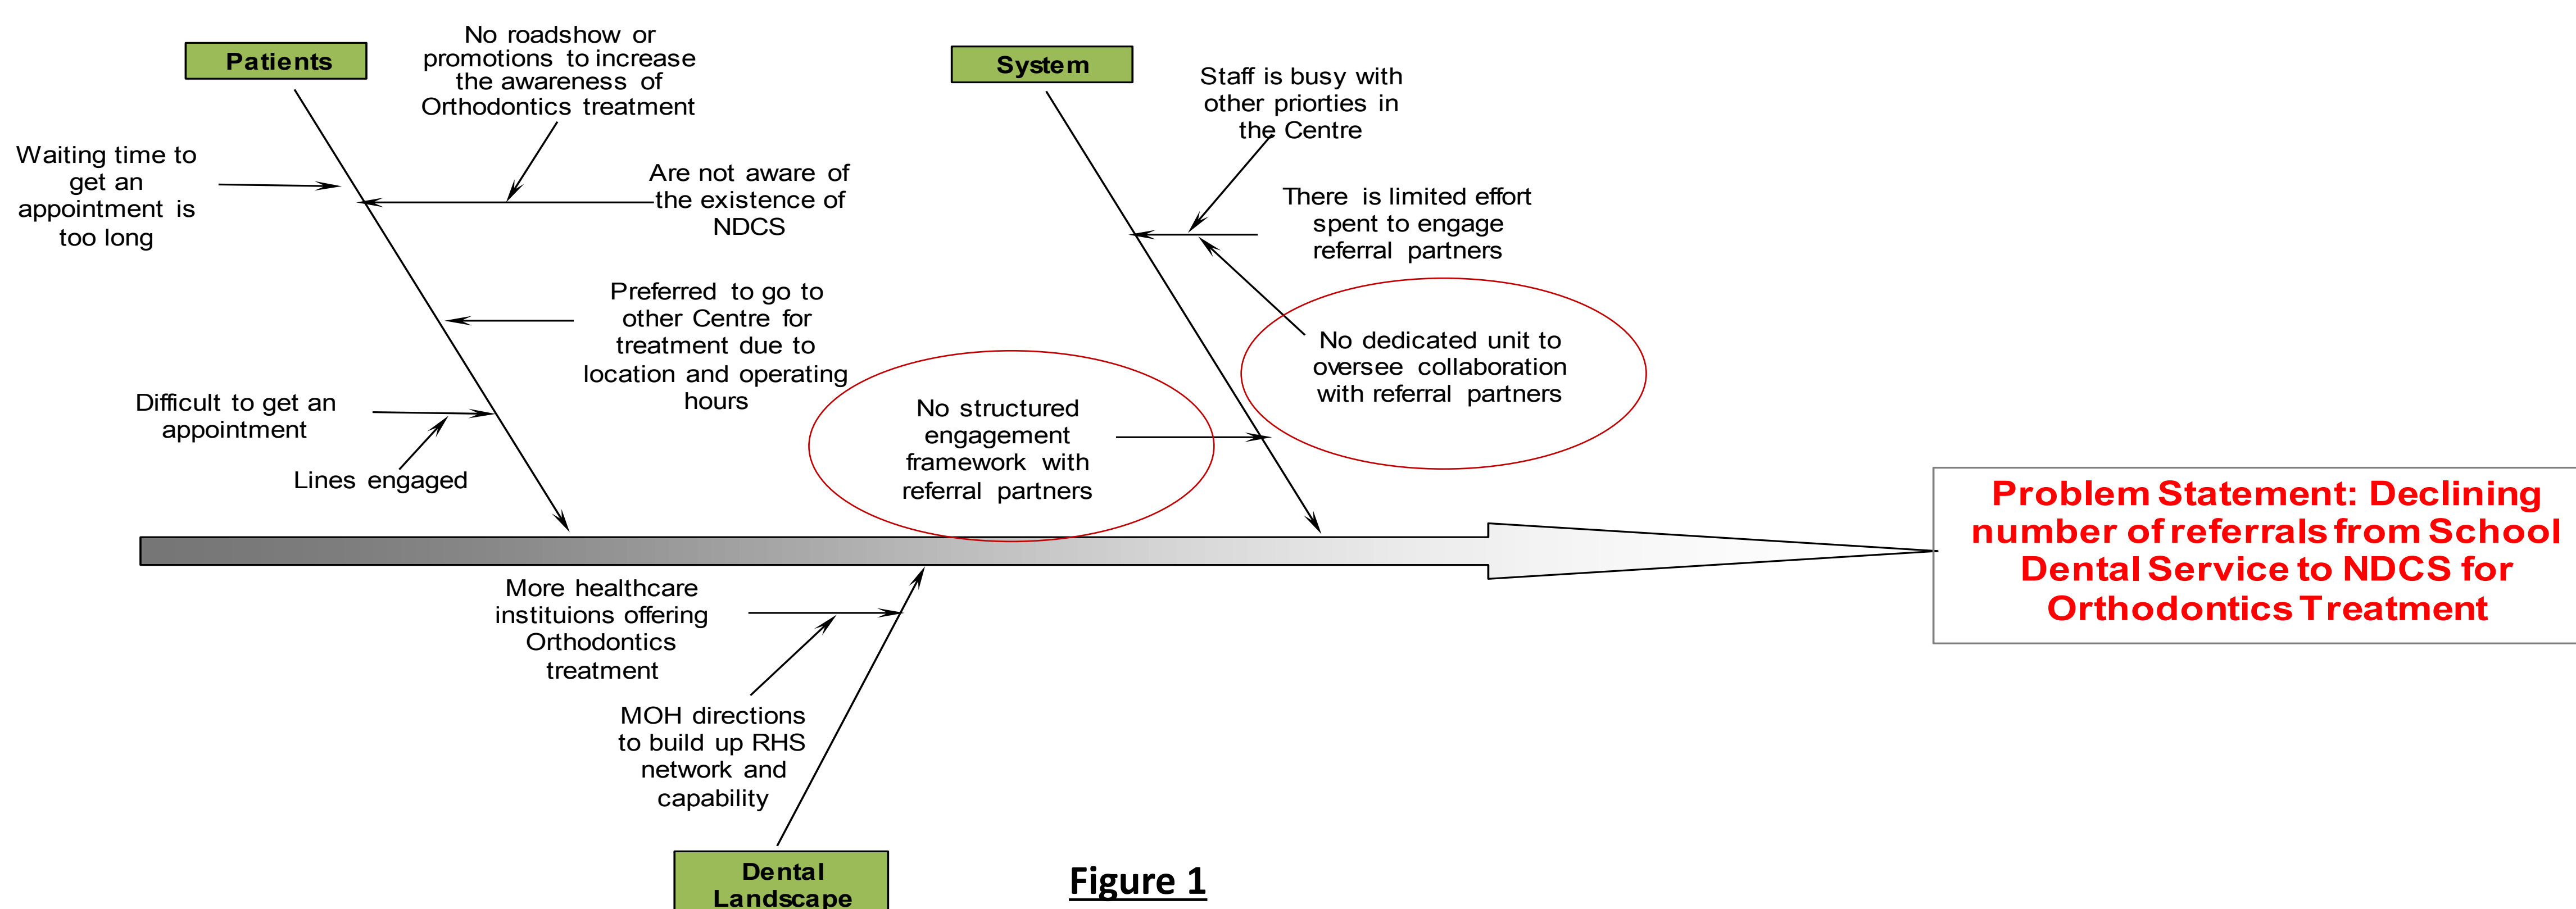 Patients
No roadshow or
promotions to increase
the awareness of
Orthodontics treatment
Waiting time to
get an
appointment is
too long
Are not aware of
the existence of
NDCS
Preferred to go to
other Centre for
treatment due to
location and operating
hours
Difficult to get an
appointment
Lines engaged
System
Staff is busy with
other priorties in
the Centre
There is limited effort
spent to engage
referral partners
No dedicated unit to
oversee collaboration
with referral partners
No structured
engagement
framework with
referral partners
Problem Statement: Declining
number of referrals from School
Dental Service to NDCS for
Orthodontics Treatment
More healthcare
instituions offering
Orthodontics
treatment
MOH directions
to build up RHS
network and
capability
Dental
Landscape
Figure 1